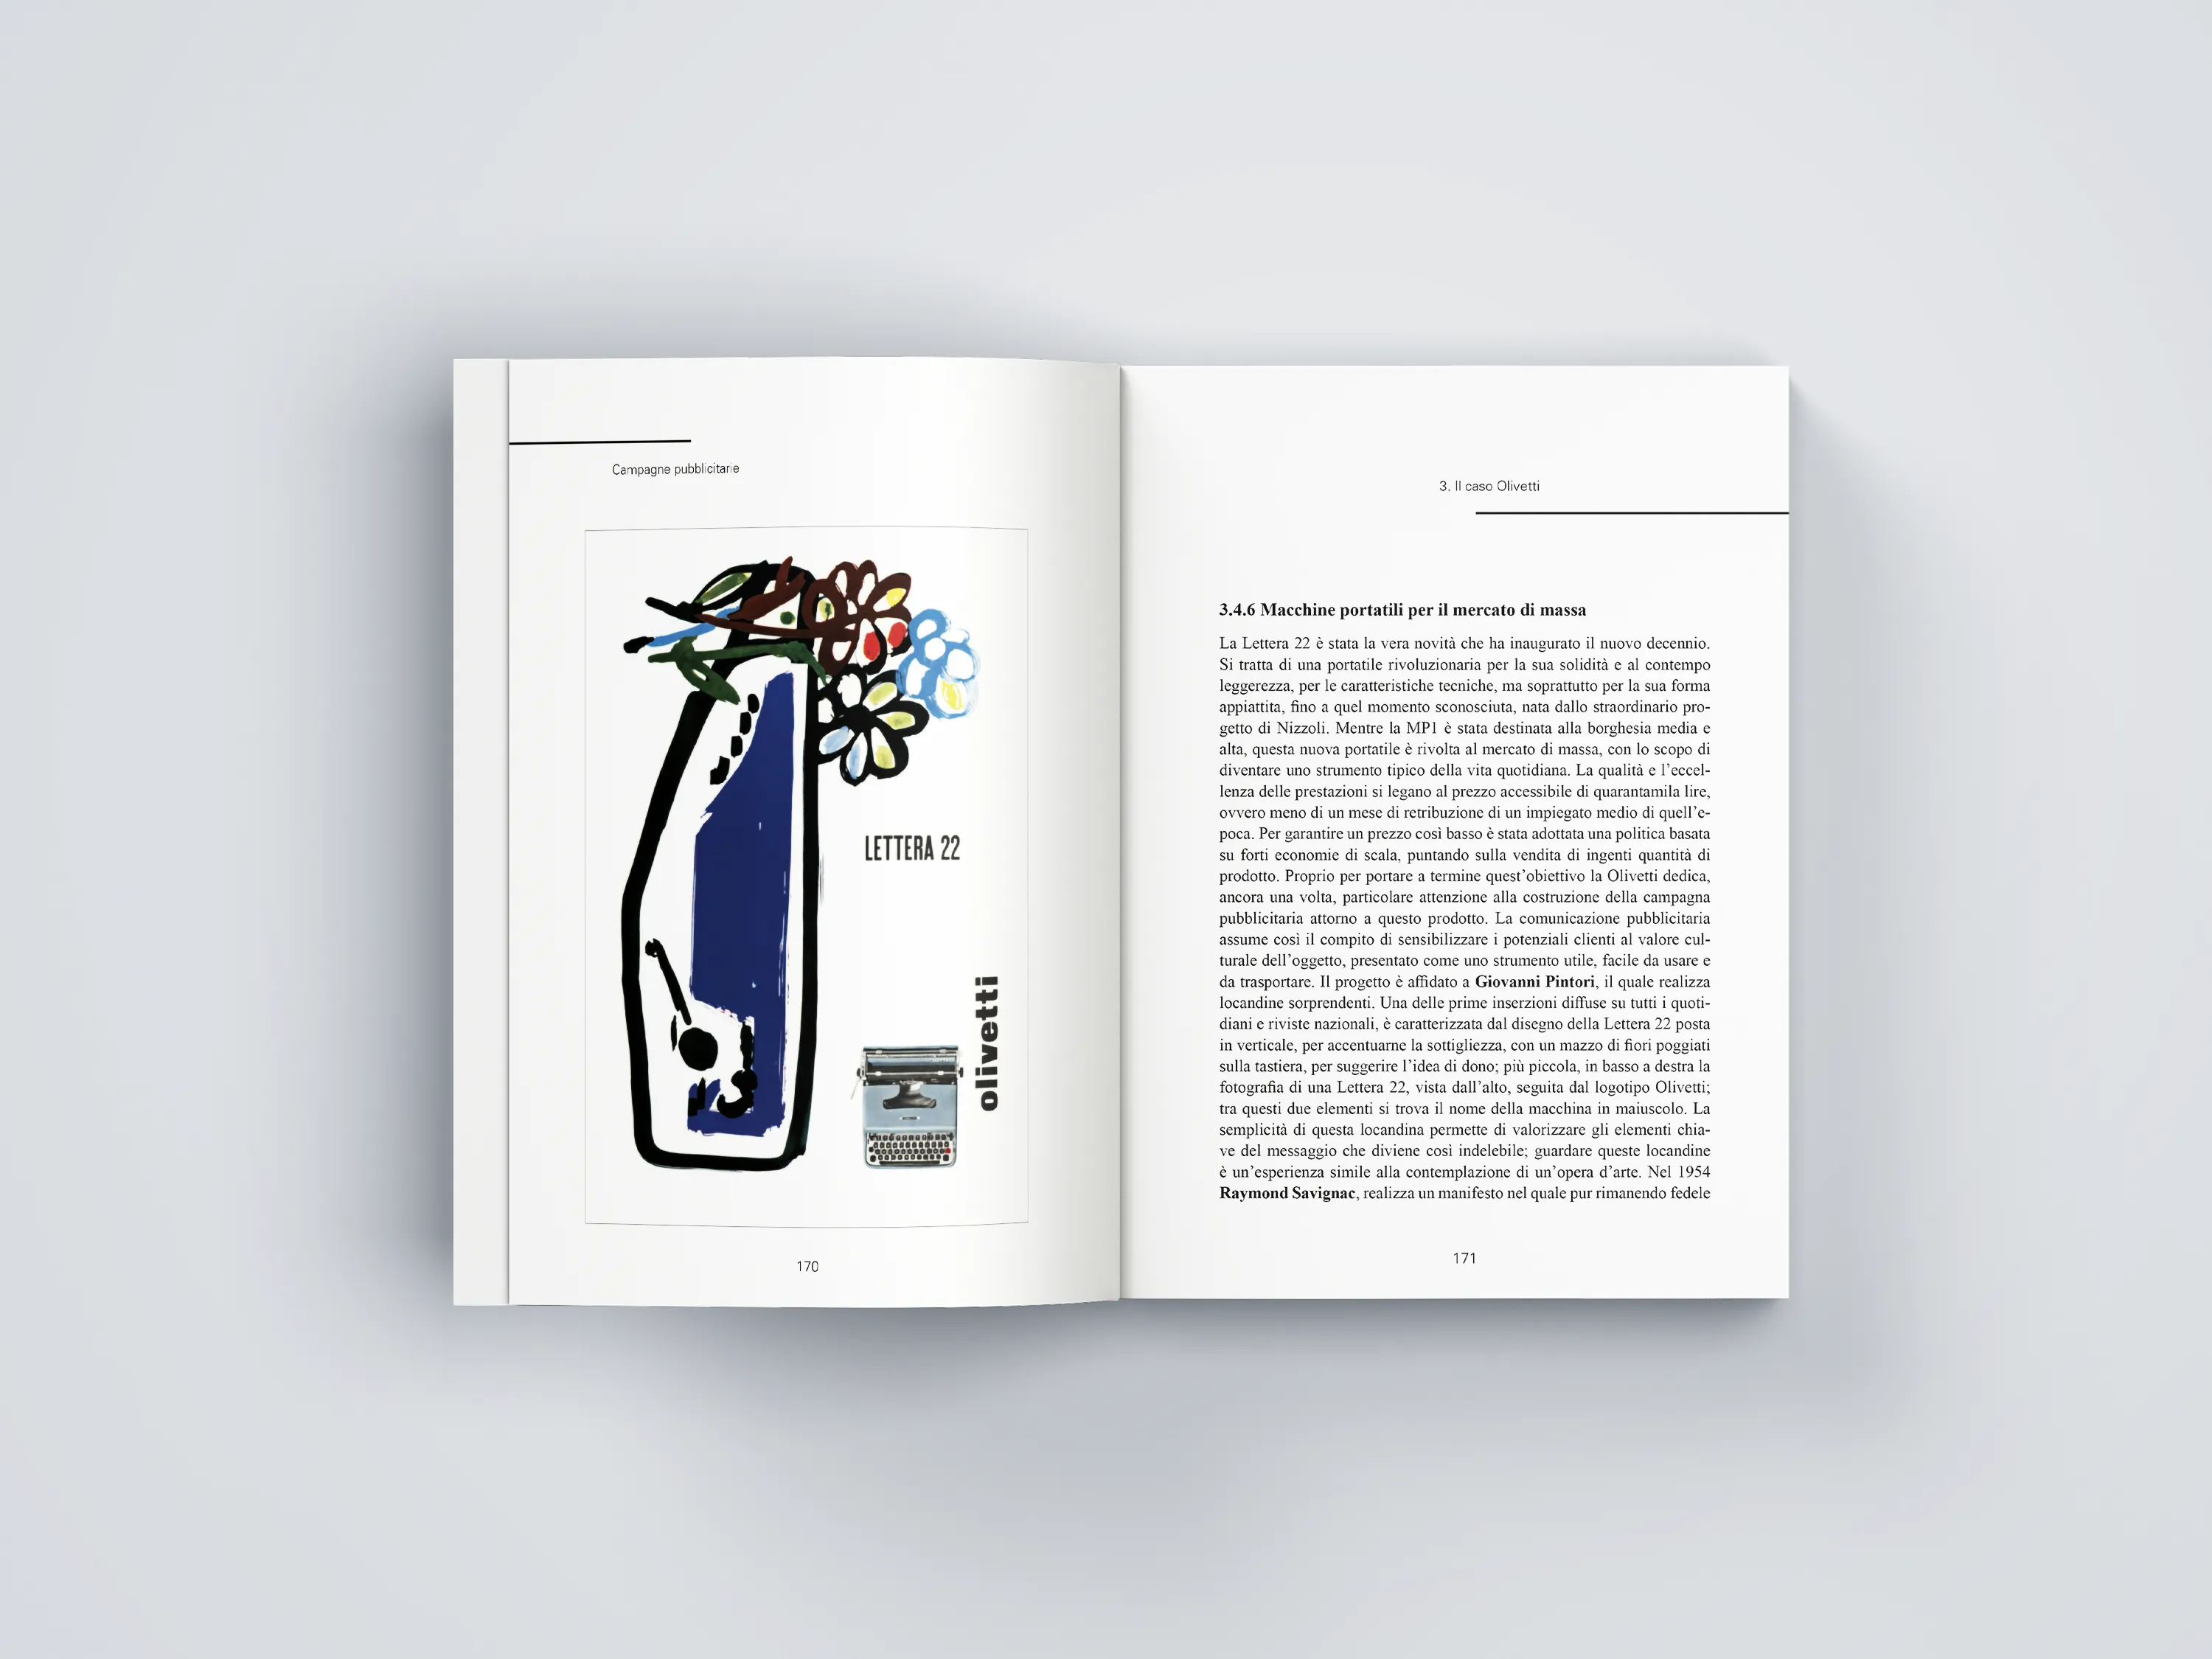 Campagne pubblicitarie
LETTERA 22
olivetti
170
3. Il caso Olivetti
3.4.6 Macchine portatili per il mercato di massa
La Lettera 22 è stata la vera novità che ha inaugurato il nuovo decennio.
Si tratta di una portatile rivoluzionaria per la sua solidità e al contempo
leggerezza, per le caratteristiche tecniche, ma soprattutto per la sua forma
appiattita, fino a quel momento sconosciuta, nata dallo straordinario pro-
getto di Nizzoli. Mentre la MP1 è stata destinata alla borghesia media e
alta, questa nuova portatile è rivolta al mercato di massa, con lo scopo di
diventare uno strumento tipico della vita quotidiana. La qualità e l'eccel-
lenza delle prestazioni si legano al prezzo accessibile di quarantamila lire,
ovvero meno di un mese di retribuzione di un impiegato medio di quell'e-
poca. Per garantire un prezzo così basso è stata adottata una politica basata
su forti economie di scala, puntando sulla vendita di ingenti quantità di
prodotto. Proprio per portare a termine quest'obiettivo la Olivetti dedica,
ancora una volta, particolare attenzione alla costruzione della campagna
pubblicitaria attorno a questo prodotto. La comunicazione pubblicitaria
assume così il compito di sensibilizzare i potenziali clienti al valore cul-
turale dell'oggetto, presentato come uno strumento utile, facile da usare e
da trasportare. Il progetto è affidato a Giovanni Pintori, il quale realizza
locandine sorprendenti. Una delle prime inserzioni diffuse su tutti i quoti-
diani e riviste nazionali, è caratterizzata dal disegno della Lettera 22 posta
in verticale, per accentuarne la sottigliezza, con un mazzo di fiori poggiati
sulla tastiera, per suggerire l'idea di dono; più piccola, in basso a destra la
fotografia di una Lettera 22, vista dall'alto, seguita dal logotipo Olivetti;
tra questi due elementi si trova il nome della macchina in maiuscolo. La
semplicità di questa locandina permette di valorizzare gli elementi chia-
ve del messaggio che diviene così indelebile; guardare queste locandine
è un'esperienza simile alla contemplazione di un'opera d'arte. Nel 1954
Raymond Savignac, realizza un manifesto nel quale pur rimanendo fedele
171